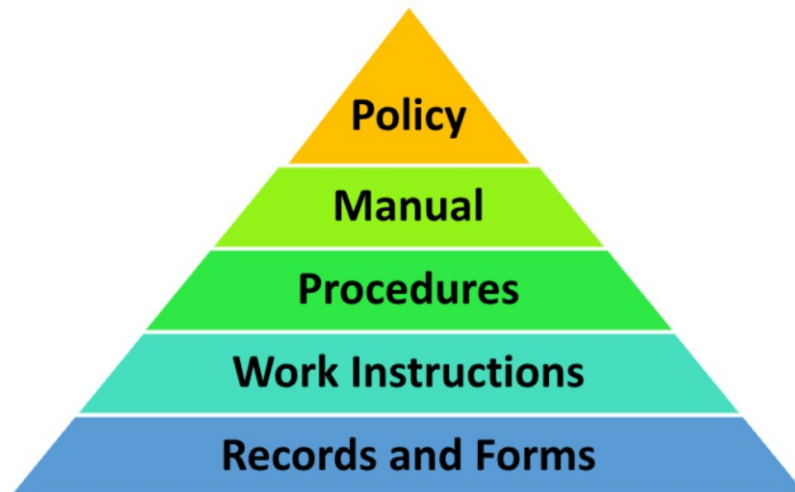 Policy
Manual
Procedures
Work Instructions
Records and Forms